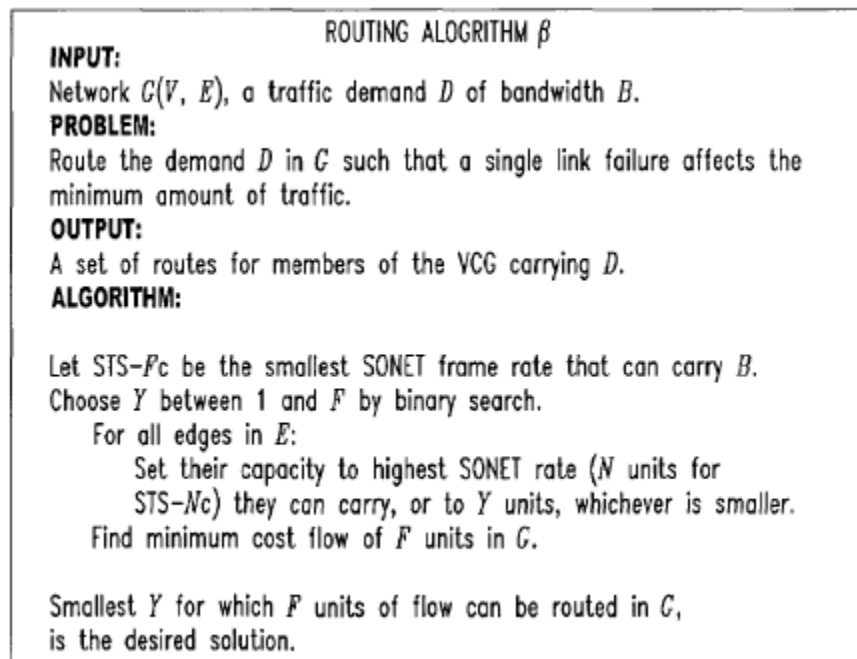 ROUTING ALOGRITHM β
INPUT:
Network G(V, E), a traffic demand D of bandwidth B.
PROBLEM:
Route the demand D in G such that a single link failure affects the
minimum amount of traffic.
OUTPUT:
A set of routes for members of the VCG carrying D.
ALGORITHM:
Let STS-Fc be the smallest SONET frame rate that can carry B.
Choose Y between 1 and F by binary search.
For all edges in E:
Set their capacity to highest SONET rate (N units for
STS-Nc) they can carry, or to Y units, whichever is smaller.
Find minimum cost flow of F units in G.
Smallest Y for which F units of flow can be routed in G,
is the desired solution.